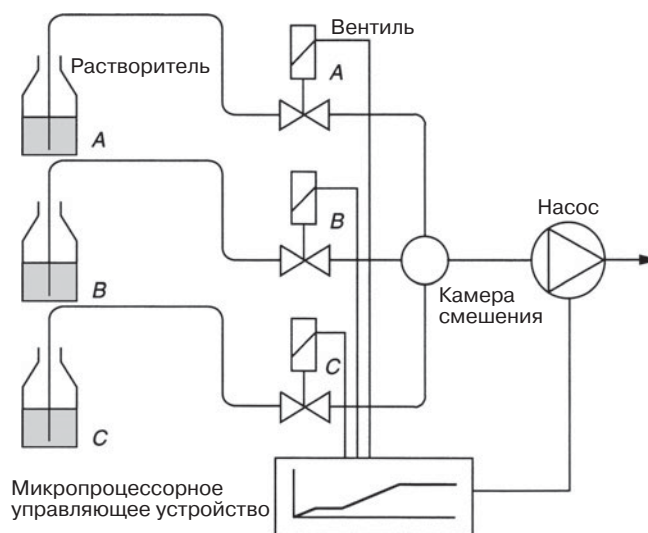 Вентиль
Растворитель
A
A
Насос
B
B
Камера
смешения
C
C
Микропроцессорное
управляющее устройство